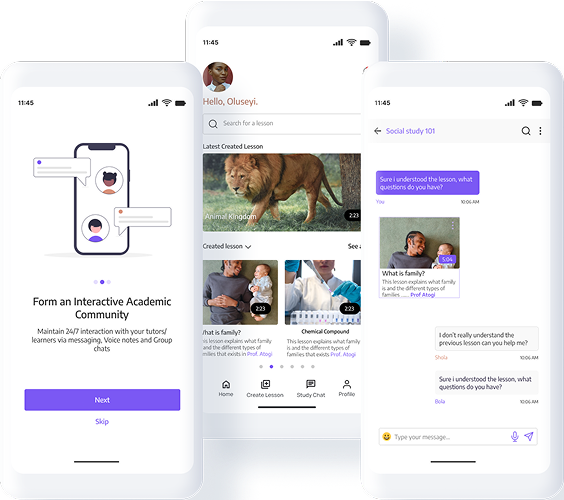 11:45
Form an Interactive Academic
Community
Maintain 24/7 interaction with your tutors/
learners via messaging, Voice notes and Group
chats
Next
Skip
11:45
Hello, Oluseyi.
Search for a lesson
Latest Created Lesson
Animal Kingdom
2:23
Created lesson
See a
2:23
2:23
What is family?
This lesson explains what family
is and the different types of
families that exists in Prof. Atogi
Chemical Compound
This lesson explains what family
is and the different types of
families that exists in Prof. Atogi
Home
Create Lesson
Study Chat
Profile
11:45
Social study 101
Sure i understood the lesson, what
questions do you have?
You
10:06 AM
5:04
What is family?
This lesson explains what family
is and the different types of
families ....... Prof Atogi
I don't really understand the
previous lesson can you help me?
Shola
10:06 AM
Sure i understood the lesson, what
questions do you have?
Bola
10:06 AM
Type your message...